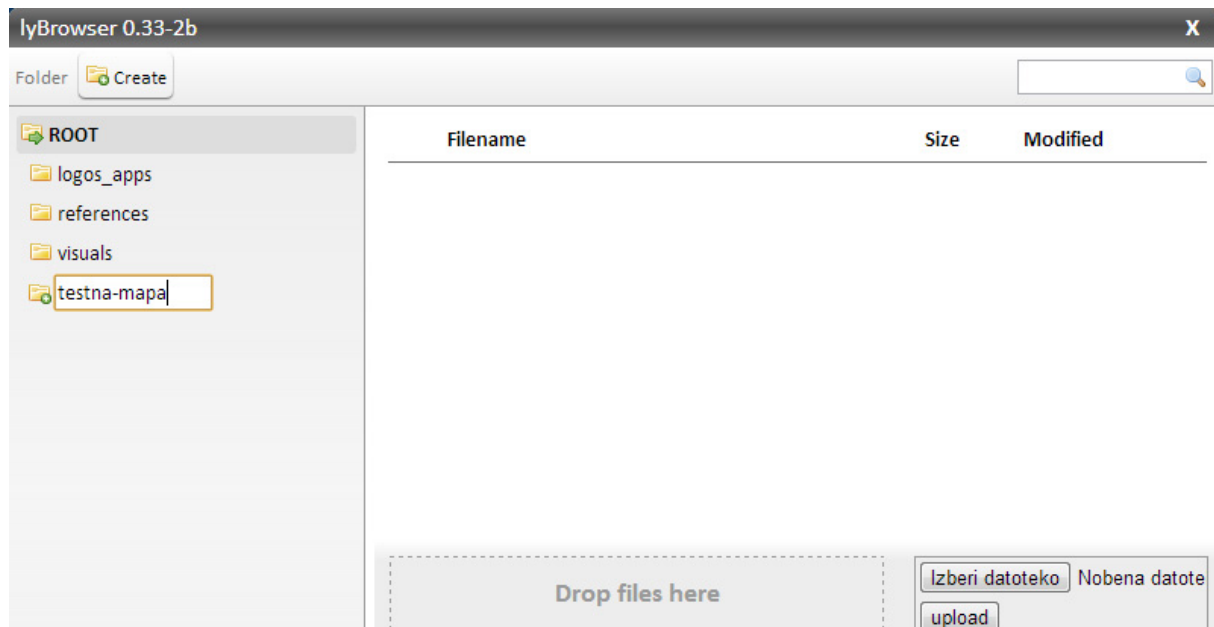 lyBrowser 0.33-2b X
Folder Create
ROOT
logos_apps
references
visuals
testna-mapa
Filename Size Modified
Drop files here
Izberi datoteko Nobena datote
upload